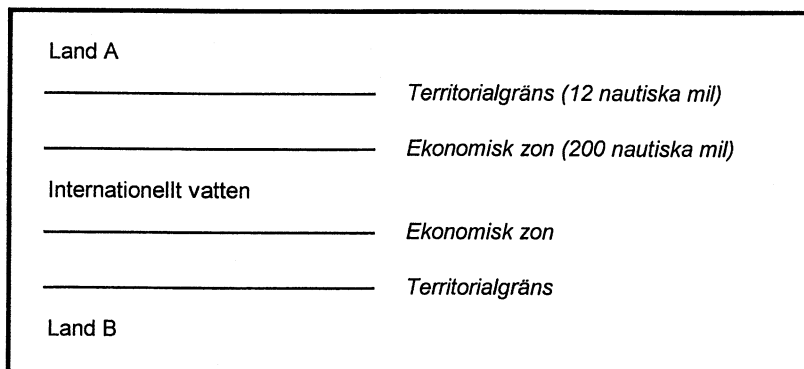 Land A
Territorialgräns (12 nautiska mil)
Ekonomisk zon (200 nautiska mil)
Internationellt vatten
Ekonomisk zon
Territorialgräns
Land B